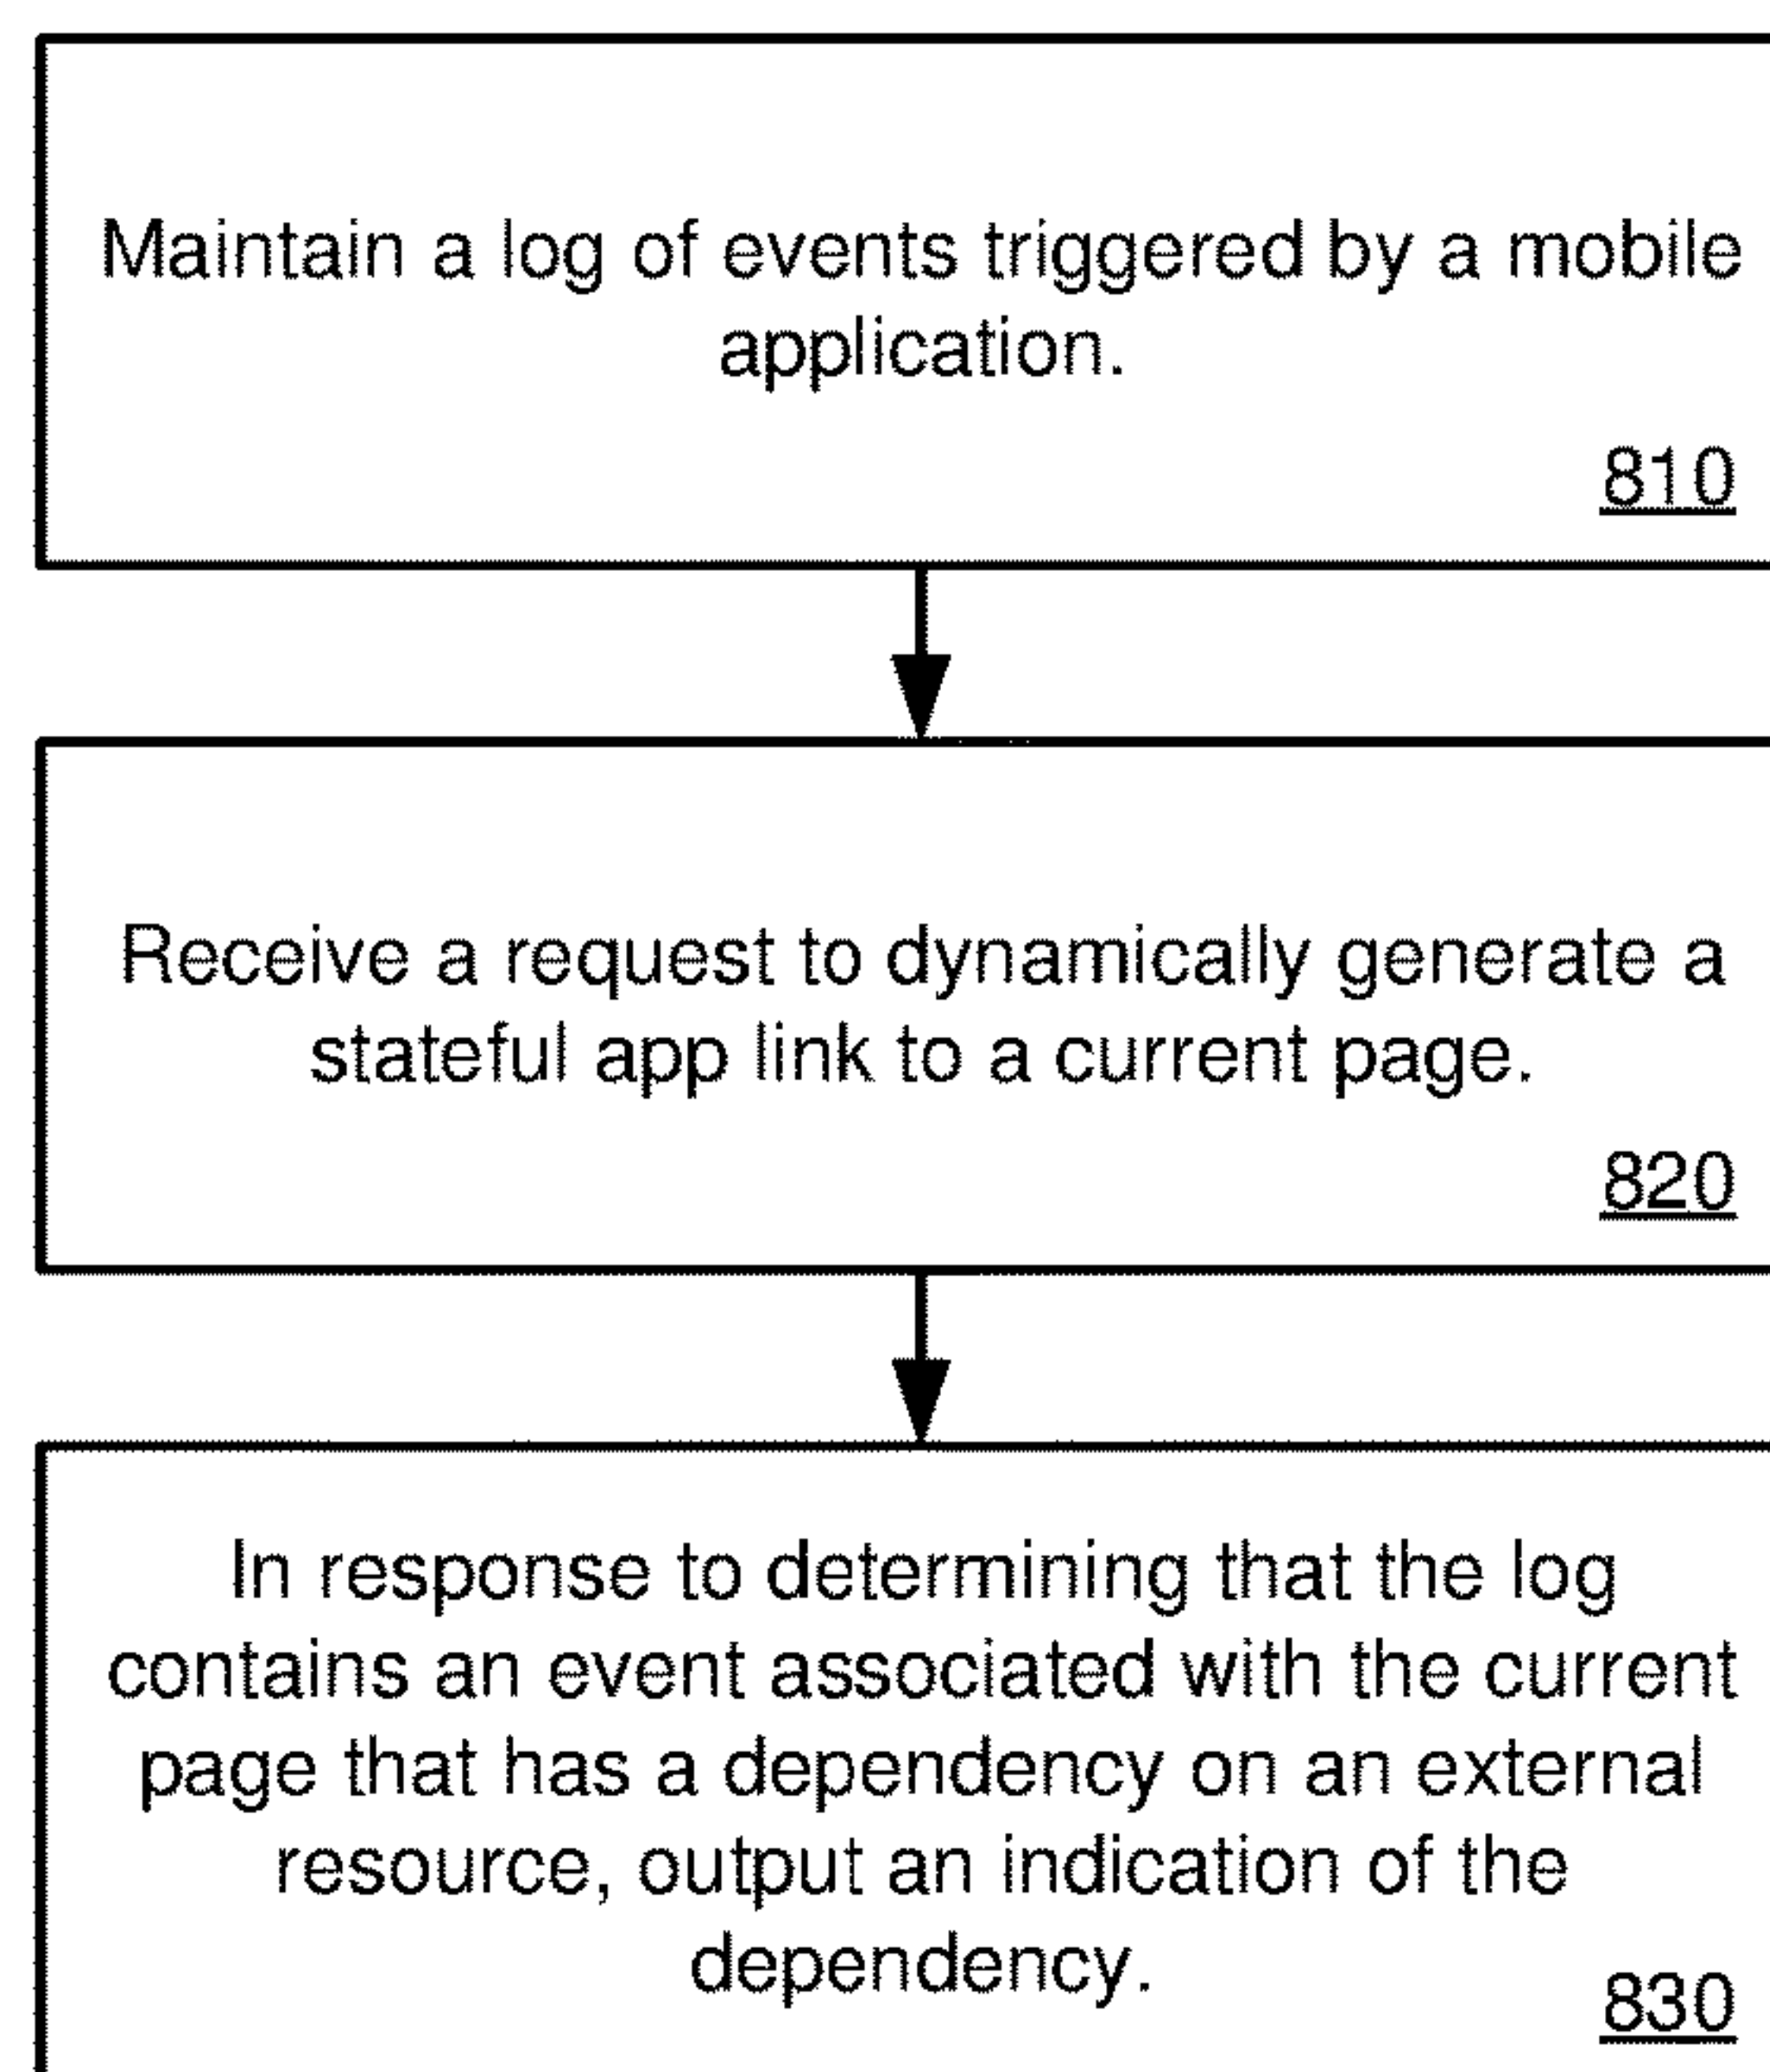 Maintain a log of events triggered by a mobile
application.
810
Receive a request to dynamically generate a
stateful app link to a current page.
820
In response to determining that the log
contains an event associated with the current
page that has a dependency on an external
resource, output an indication of the
dependency.
830